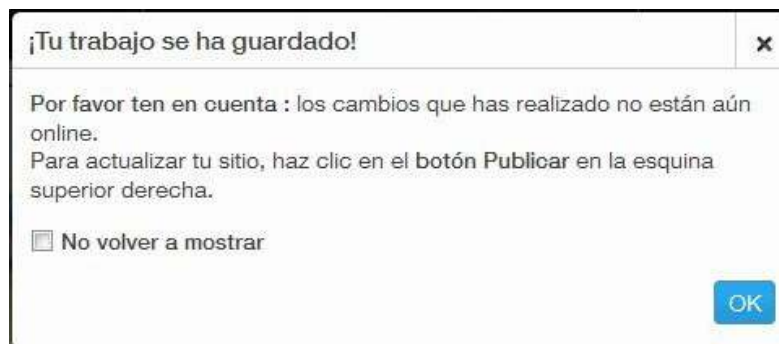 ¡Tu trabajo se ha guardado!
×
Por favor ten en cuenta : los cambios que has realizado no están aún
online.
Para actualizar tu sitio, haz clic en el botón Publicar en la esquina
superior derecha.
No volver a mostrar
OK